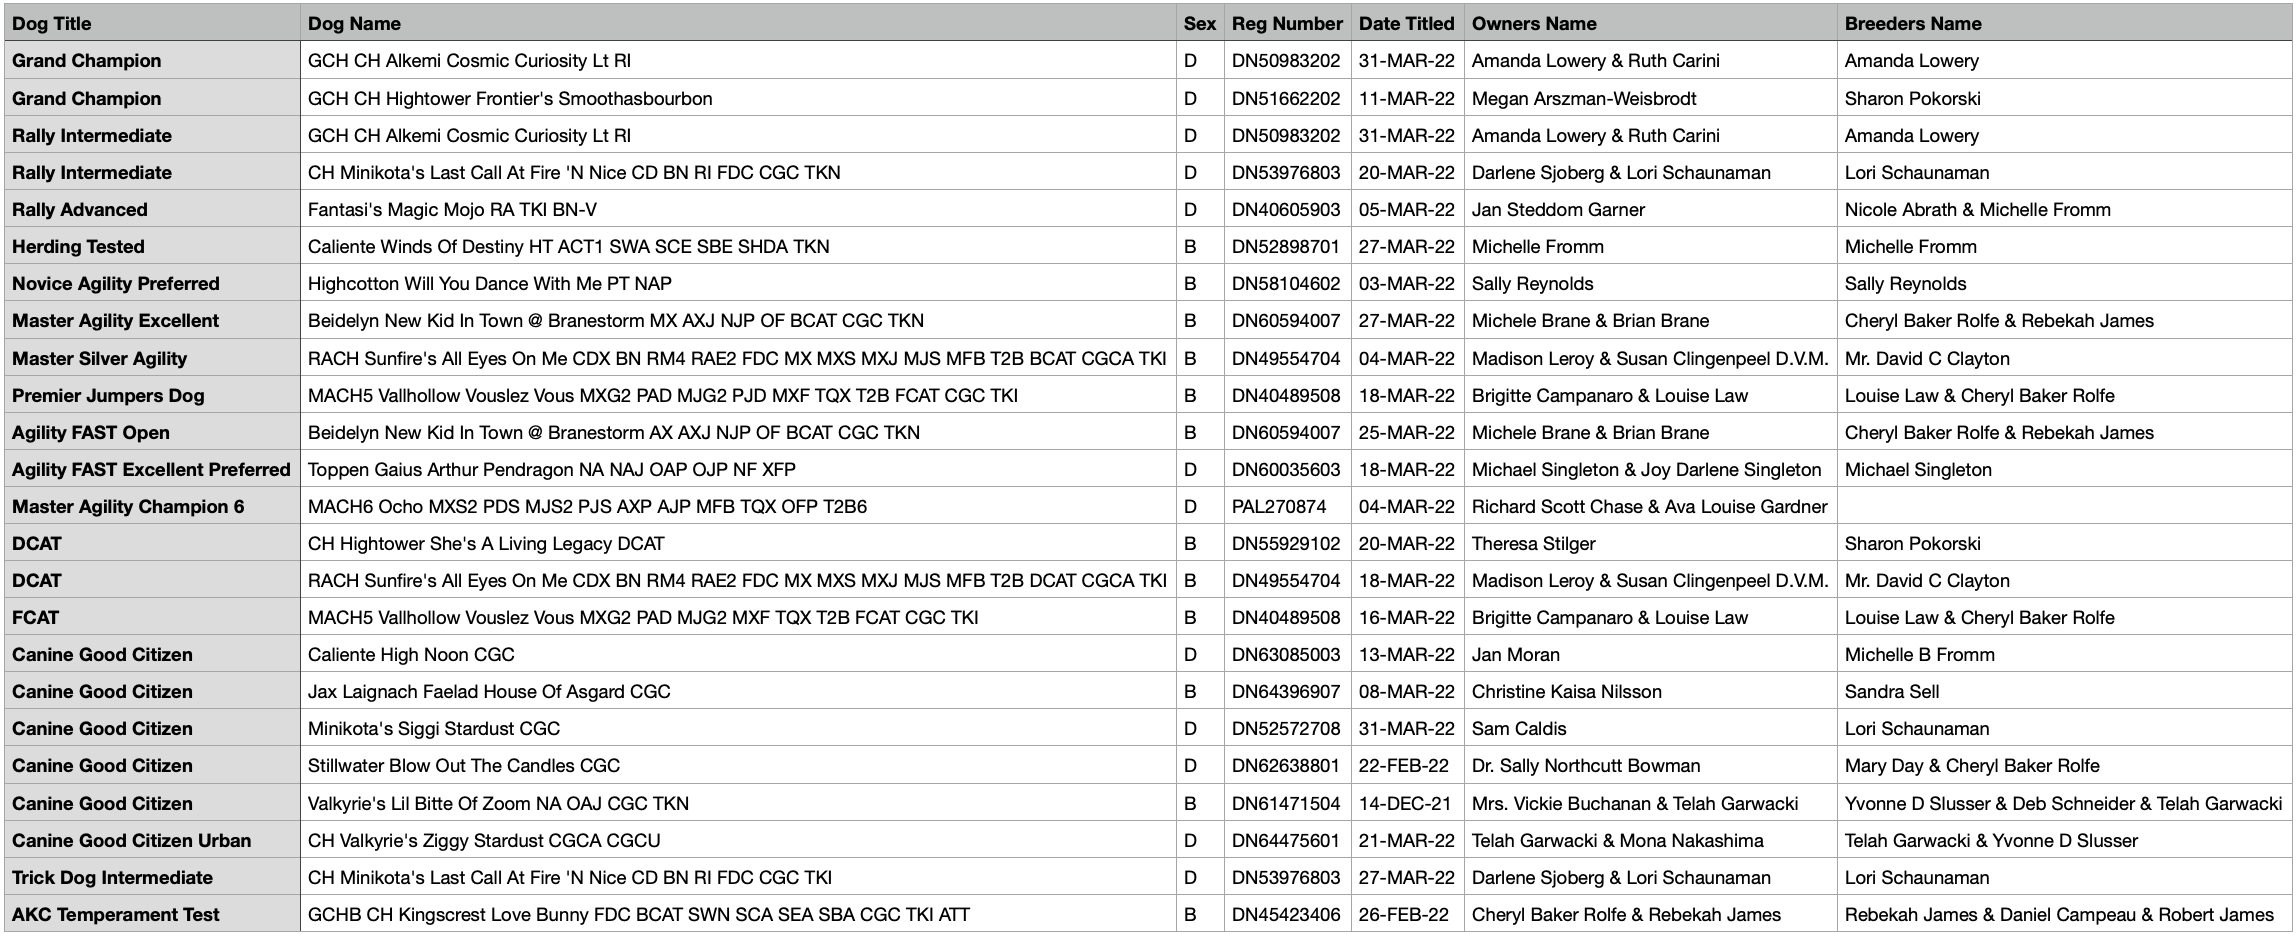 Dog Title Dog Name Sex Reg Number Date Titled Owners Name Breeders Name
Grand Champion GCH CH Alkemi Cosmic Curiosity Lt RI D DN50983202 31-MAR-22 Amanda Lowery & Ruth Carini Amanda Lowery
Grand Champion GCH CH Hightower Frontier's Smoothasbourbon D DN51662202 11-MAR-22 Megan Arszman-Weisbrodt Sharon Pokorski
Rally Intermediate GCH CH Alkemi Cosmic Curiosity Lt RI D DN50983202 31-MAR-22 Amanda Lowery & Ruth Carini Amanda Lowery
Rally Intermediate CH Minikota's Last Call At Fire 'N Nice CD BN RI FDC CGC TKN D DN53976803 20-MAR-22 Darlene Sjoberg & Lori Schaunaman Lori Schaunaman
Rally Advanced Fantasi's Magic Mojo RA TKI BN-V D DN40605903 05-MAR-22 Jan Steddom Garner Nicole Abrath & Michelle Fromm
Herding Tested Caliente Winds Of Destiny HT ACT1 SWA SCE SBE SHDA TKN B DN52898701 27-MAR-22 Michelle Fromm Michelle Fromm
Novice Agility Preferred Highcotton Will You Dance With Me PT NAP B DN58104602 03-MAR-22 Sally Reynolds Sally Reynolds
Master Agility Excellent Beidelyn New Kid In Town @ Branestorm MX AXJ NJP OF BCAT CGC TKN B DN60594007 27-MAR-22 Michele Brane & Brian Brane Cheryl Baker Rolfe & Rebekah James
Master Silver Agility RACH Sunfire's All Eyes On Me CDX BN RM4 RAE2 FDC MX MXS MXJ MJS MFB T2B BCAT CGCA TKI B DN49554704 04-MAR-22 Madison Leroy & Susan Clingenpeel D.V.M. Mr. David C Clayton
Premier Jumpers Dog MACH5 Vallhollow Vouslez Vous MXG2 PAD MJG2 PJD MXF TQX T2B FCAT CGC TKI B DN40489508 18-MAR-22 Brigitte Campanaro & Louise Law Louise Law & Cheryl Baker Rolfe
Agility FAST Open Beidelyn New Kid In Town @ Branestorm AX AXJ NJP OF BCAT CGC TKN B DN60594007 25-MAR-22 Michele Brane & Brian Brane Cheryl Baker Rolfe & Rebekah James
Agility FAST Excellent Preferred Toppen Gaius Arthur Pendragon NA NAJ OAP OJP NF XFP D DN60035603 18-MAR-22 Michael Singleton & Joy Darlene Singleton Michael Singleton
Master Agility Champion 6 MACH6 Ocho MXS2 PDS MJS2 PJS AXP AJP MFB TQX OFP T2B6 D PAL270874 04-MAR-22 Richard Scott Chase & Ava Louise Gardner
DCAT CH Hightower She's A Living Legacy DCAT B DN55929102 20-MAR-22 Theresa Stilger Sharon Pokorski
DCAT RACH Sunfire's All Eyes On Me CDX BN RM4 RAE2 FDC MX MXS MXJ MJS MFB T2B DCAT CGCA TKI B DN49554704 18-MAR-22 Madison Leroy & Susan Clingenpeel D.V.M. Mr. David C Clayton
FCAT MACH5 Vallhollow Vouslez Vous MXG2 PAD MJG2 MXF TQX T2B FCAT CGC TKI B DN40489508 16-MAR-22 Brigitte Campanaro & Louise Law Louise Law & Cheryl Baker Rolfe
Canine Good Citizen Caliente High Noon CGC D DN63085003 13-MAR-22 Jan Moran Michelle B Fromm
Canine Good Citizen Jax Laignach Faelad House Of Asgard CGC B DN64396907 08-MAR-22 Christine Kaisa Nilsson Sandra Sell
Canine Good Citizen Minikota's Siggi Stardust CGC D DN52572708 31-MAR-22 Sam Caldis Lori Schaunaman
Canine Good Citizen Stillwater Blow Out The Candles CGC D DN62638801 22-FEB-22 Dr. Sally Northcutt Bowman Mary Day & Cheryl Baker Rolfe
Canine Good Citizen Valkyrie's Lil Bitte Of Zoom NA OAJ CGC TKN B DN61471504 14-DEC-21 Mrs. Vickie Buchanan & Telah Garwacki Yvonne D Slusser & Deb Schneider & Telah Garwacki
Canine Good Citizen Urban CH Valkyrie's Ziggy Stardust CGCA CGCU D DN64475601 21-MAR-22 Telah Garwacki & Mona Nakashima Telah Garwacki & Yvonne D Slusser
Trick Dog Intermediate CH Minikota's Last Call At Fire 'N Nice CD BN RI FDC CGC TKI D DN53976803 27-MAR-22 Darlene Sjoberg & Lori Schaunaman Lori Schaunaman
AKC Temperament Test GCHB CH Kingscrest Love Bunny FDC BCAT SWN SCA SEA SBA CGC TKI ATT B DN45423406 26-FEB-22 Cheryl Baker Rolfe & Rebekah James Rebekah James & Daniel Campeau & Robert James